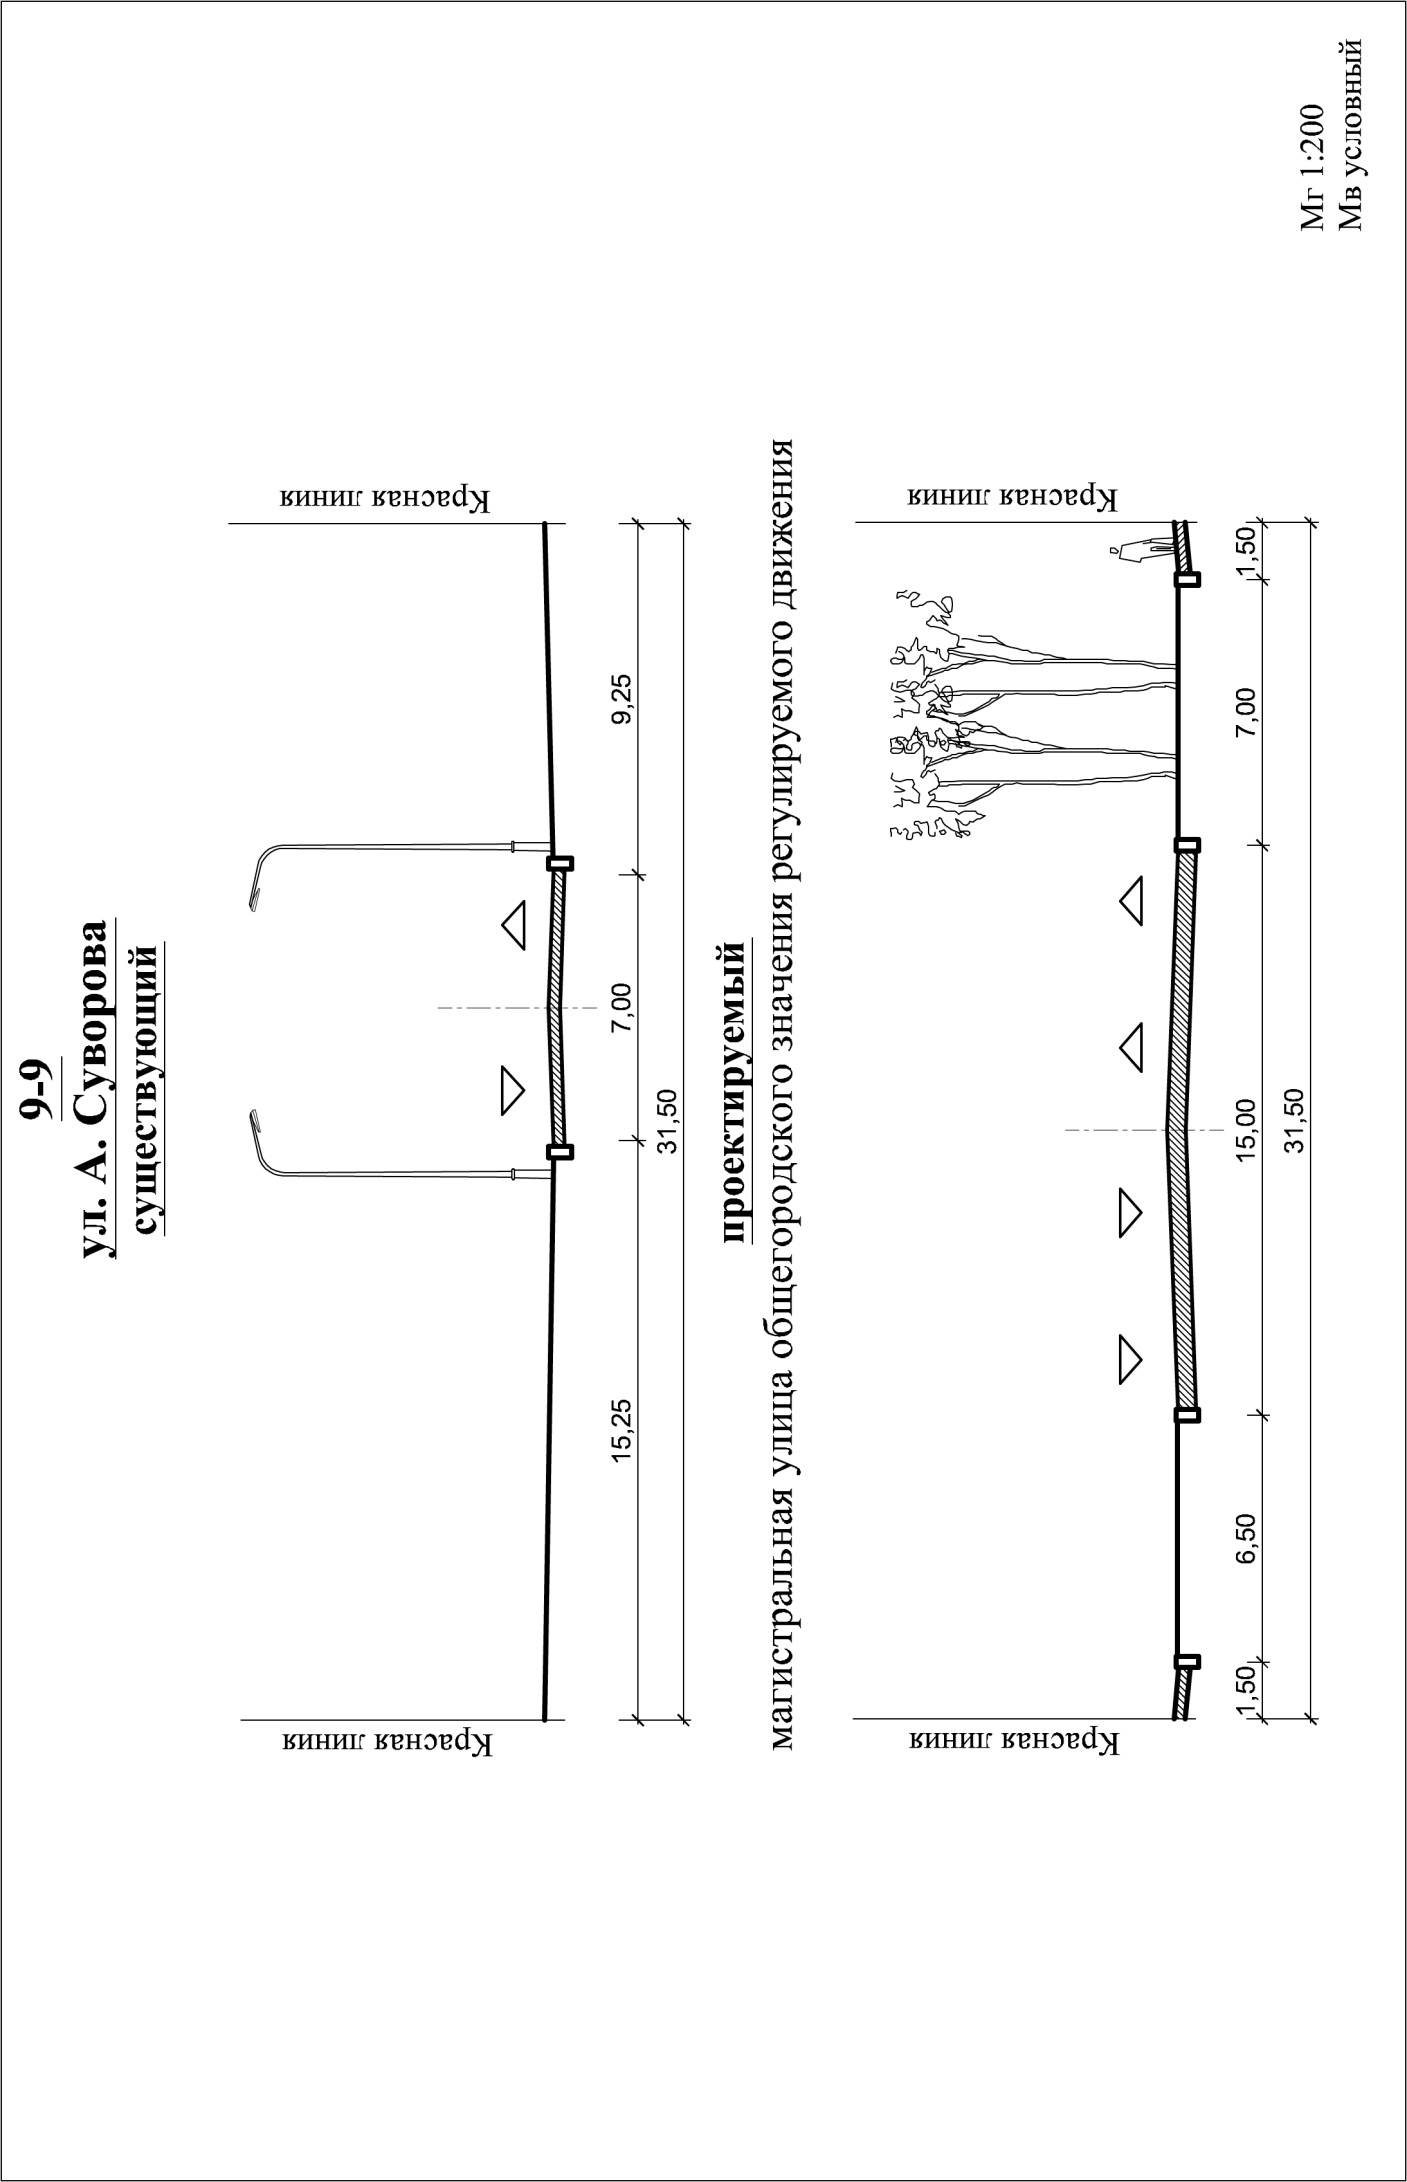 9-9
ул. А. Суворова
существующий
Красная линия
Красная линия
15,25
7,00
9,25
31,50
проектируемый
магистральная улица общегородского значения регулируемого движения
Красная линия
Красная линия
1,50
6,50
15,00
7,00
1,50
31,50
Мг 1:200
Мв условный